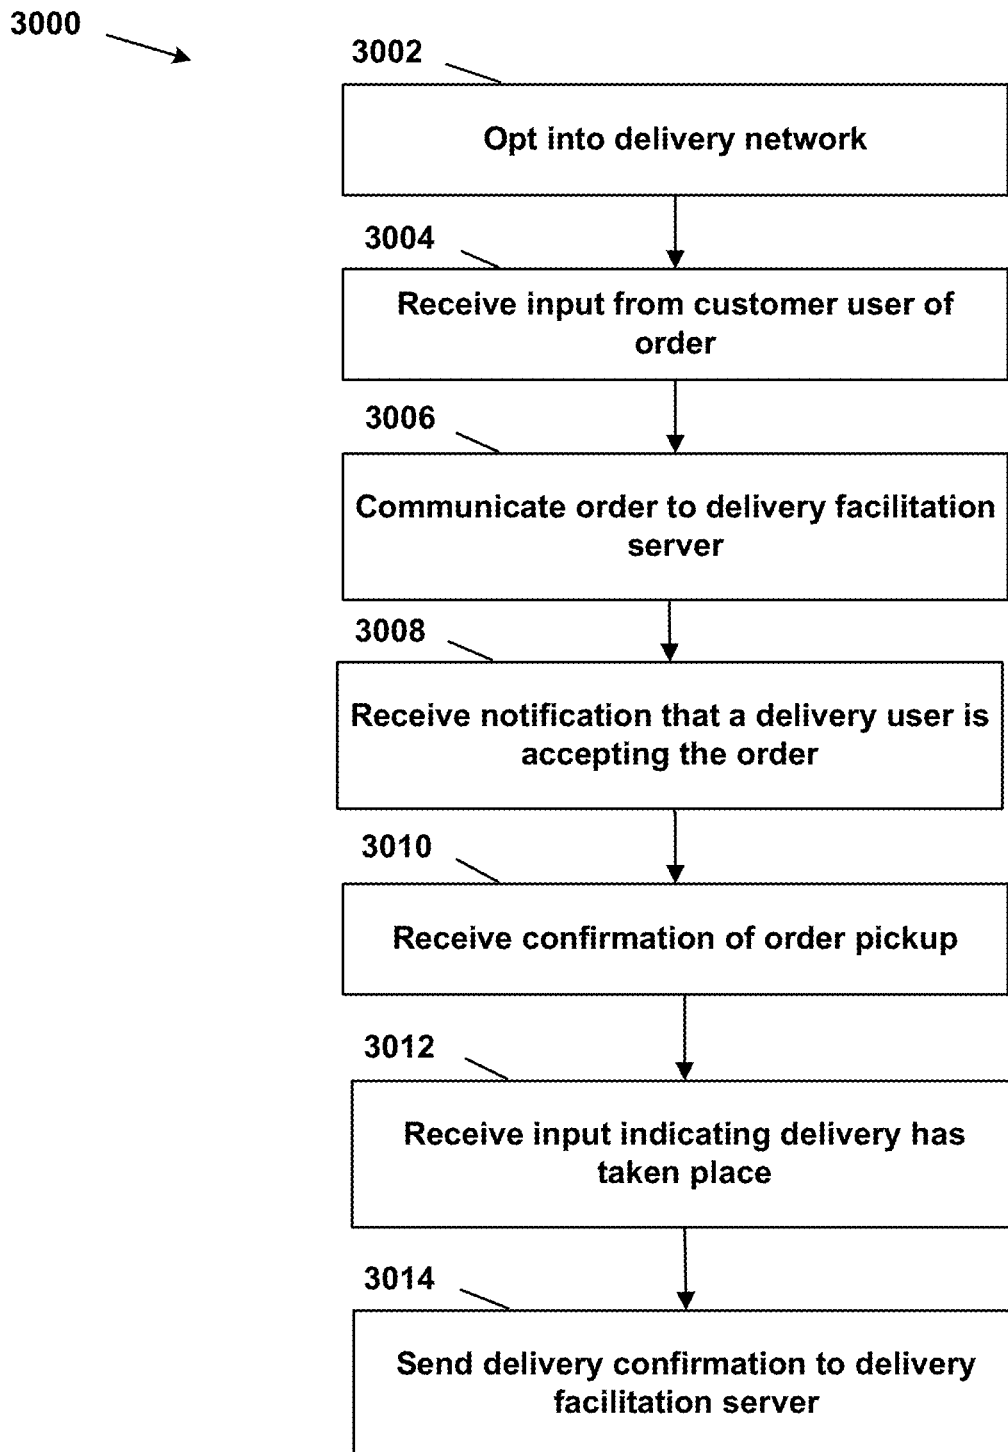 3000
3002
Opt into delivery network
3004
Receive input from customer user of
order
3006
Communicate order to delivery facilitation
server
3008
Receive notification that a delivery user is
accepting the order
3010
Receive confirmation of order pickup
3012
Receive input indicating delivery has
taken place
3014
Send delivery confirmation to delivery
facilitation server